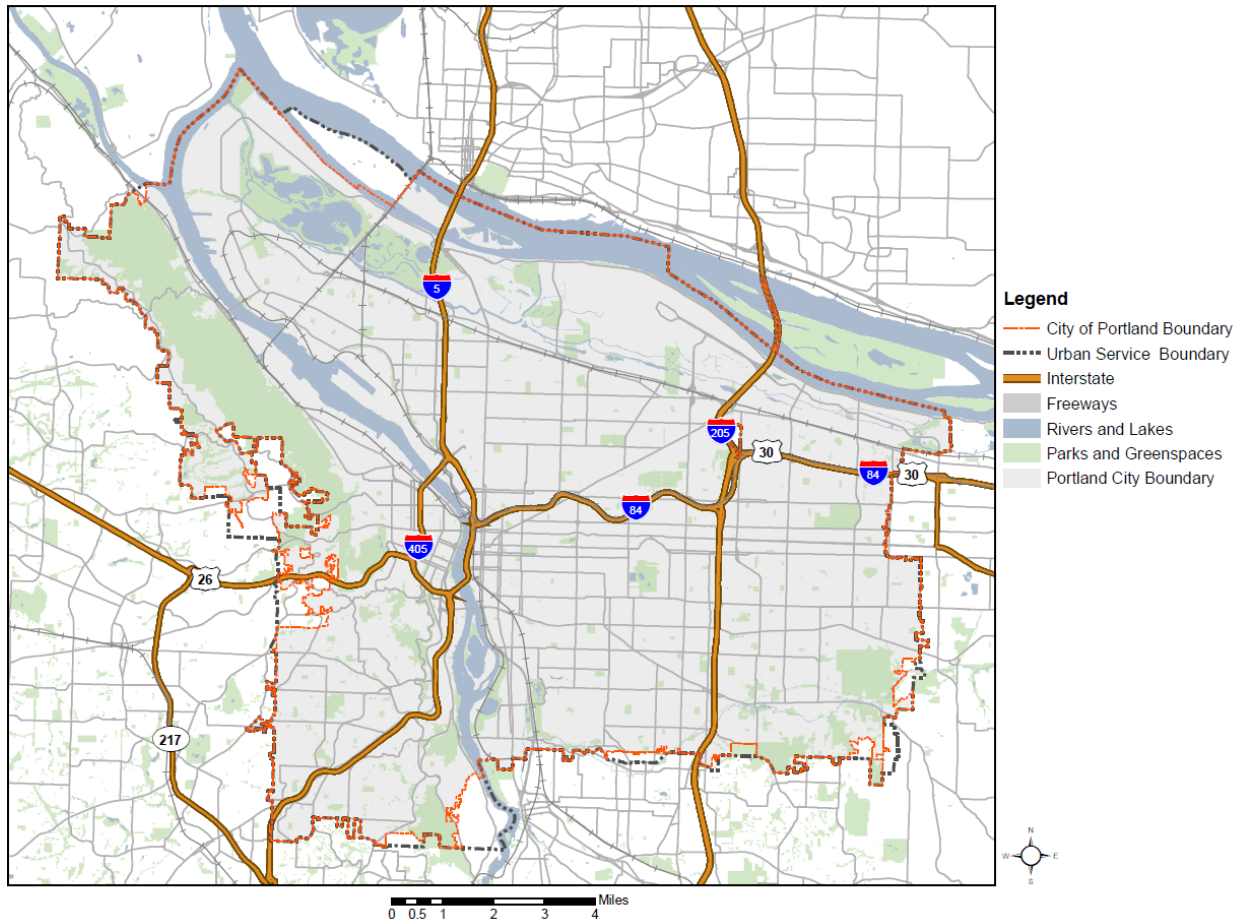 5
205
30
84
30
84
405
26
217
Legend
City of Portland Boundary
Urban Service Boundary
Interstate
Freeways
Rivers and Lakes
Parks and Greenspaces
Portland City Boundary
N
W E
S
Miles
0 0.5 1 2 3 4